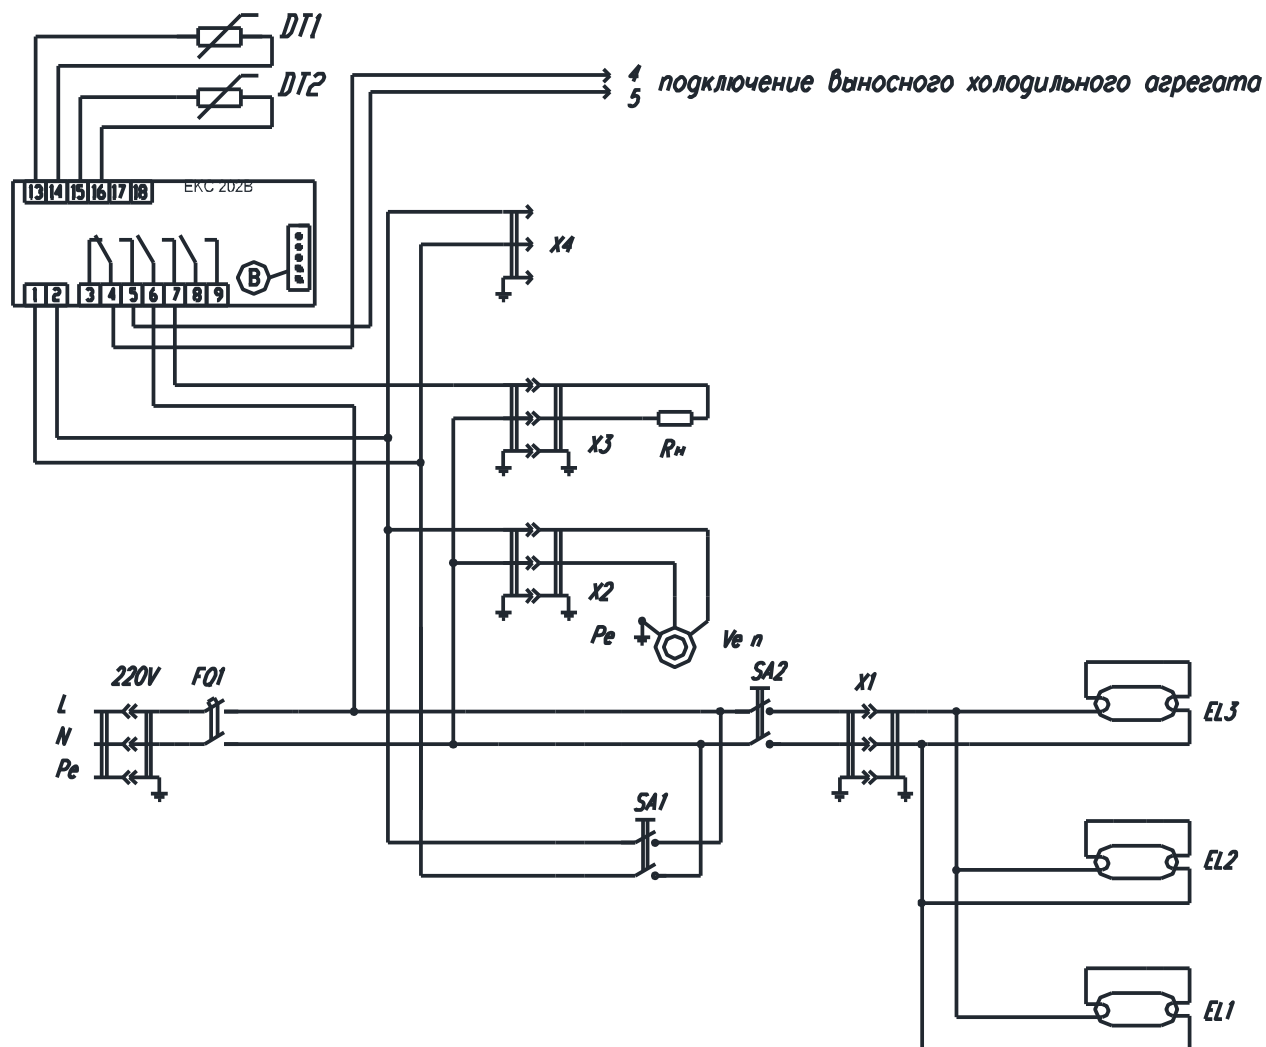 DT1
DT2
4
подключение выносного холодильного агрегата
5
13 14 15 16 17 18
EKC 202B
X4
B
1 2 3 4 5 6 7 8 9
X3
Rн
X2
Pe
Ve n
SA2
220V
FQ1
X1
L
EL3
N
Pe
SA1
EL2
EL1